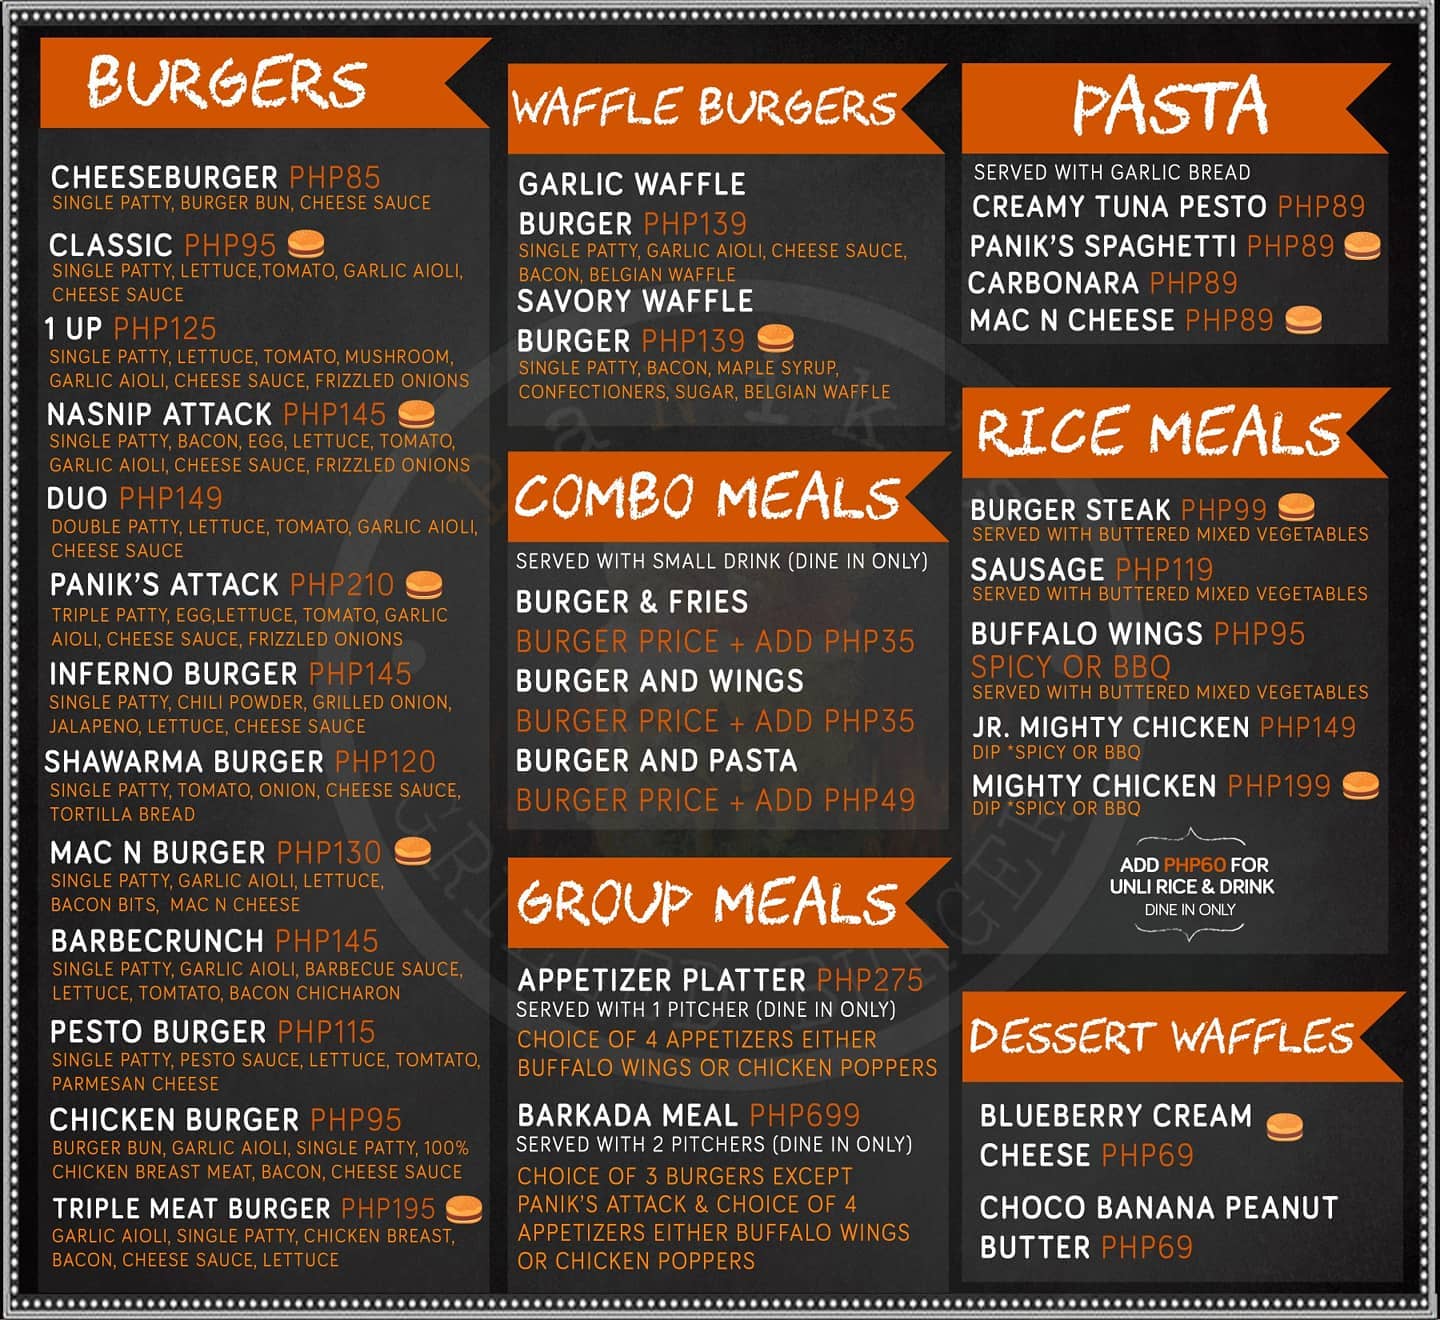 BURGERS
CHEESEBURGER PHP85
SINGLE PATTY, BURGER BUN, CHEESE SAUCE
CLASSIC PHP95
SINGLE PATTY, LETTUCE,TOMATO, GARLIC AIOLI,
CHEESE SAUCE
1 UP PHP125
SINGLE PATTY, LETTUCE, TOMATO, MUSHROOM,
GARLIC AIOLI, CHEESE SAUCE, FRIZZLED ONIONS
NASNIP ATTACK PHP145
SINGLE PATTY, BACON, EGG, LETTUCE, TOMATO,
GARLIC AIOLI, CHEESE SAUCE, FRIZZLED ONIONS
DUO PHP149
DOUBLE PATTY, LETTUCE, TOMATO, GARLIC AIOLI,
CHEESE SAUCE
PANIK'S ATTACK PHP210
TRIPLE PATTY, EGG,LETTUCE, TOMATO, GARLIC
AIOLI, CHEESE SAUCE, FRIZZLED ONIONS
INFERNO BURGER PHP145
SINGLE PATTY, CHILI POWDER, GRILLED ONION,
JALAPENO, LETTUCE, CHEESE SAUCE
SHAWARMA BURGER PHP120
SINGLE PATTY, TOMATO, ONION, CHEESE SAUCE,
TORTILLA BREAD
MAC N BURGER PHP130
SINGLE PATTY, GARLIC AIOLI, LETTUCE,
BACON BITS, MAC N CHEESE
BARBECRUNCH PHP145
SINGLE PATTY, GARLIC AIOLI, BARBECUE SAUCE,
LETTUCE, TOMTATO, BACON CHICHARON
PESTO BURGER PHP115
SINGLE PATTY, PESTO SAUCE, LETTUCE, TOMTATO,
PARMESAN CHEESE
CHICKEN BURGER PHP95
BURGER BUN, GARLIC AIOLI, SINGLE PATTY, 100%
CHICKEN BREAST MEAT, BACON, CHEESE SAUCE
TRIPLE MEAT BURGER PHP195
GARLIC AIOLI, SINGLE PATTY, CHICKEN BREAST,
BACON, CHEESE SAUCE, LETTUCE
WAFFLE BURGERS
GARLIC WAFFLE
BURGER PHP139
SINGLE PATTY, GARLIC AIOLI, CHEESE SAUCE,
BACON, BELGIAN WAFFLE
SAVORY WAFFLE
BURGER PHP139
SINGLE PATTY, BACON, MAPLE SYRUP,
CONFECTIONERS, SUGAR, BELGIAN WAFFLE
COMBO MEALS
SERVED WITH SMALL DRINK (DINE IN ONLY)
BURGER & FRIES
BURGER PRICE + ADD PHP35
BURGER AND WINGS
BURGER PRICE + ADD PHP35
BURGER AND PASTA
BURGER PRICE + ADD PHP49
GROUP MEALS
APPETIZER PLATTER PHP275
SERVED WITH 1 PITCHER (DINE IN ONLY)
CHOICE OF 4 APPETIZERS EITHER
BUFFALO WINGS OR CHICKEN POPPERS
BARKADA MEAL PHP699
SERVED WITH 2 PITCHERS (DINE IN ONLY)
CHOICE OF 3 BURGERS EXCEPT
PANIK'S ATTACK & CHOICE OF 4
APPETIZERS EITHER BUFFALO WINGS
OR CHICKEN POPPERS
PASTA
SERVED WITH GARLIC BREAD
CREAMY TUNA PESTO PHP89
PANIK'S SPAGHETTI PHP89
CARBONARA PHP89
MAC N CHEESE PHP89
RICE MEALS
BURGER STEAK PHP99
SERVED WITH BUTTERED MIXED VEGETABLES
SAUSAGE PHP119
SERVED WITH BUTTERED MIXED VEGETABLES
BUFFALO WINGS PHP95
SPICY OR BBQ
SERVED WITH BUTTERED MIXED VEGETABLES
JR. MIGHTY CHICKEN PHP149
DIP *SPICY OR BBQ
MIGHTY CHICKEN PHP199
DIP *SPICY OR BBQ
ADD PHP60 FOR
UNLI RICE & DRINK
DINE IN ONLY
DESSERT WAFFLES
BLUEBERRY CREAM
CHEESE PHP69
CHOCO BANANA PEANUT
BUTTER PHP69